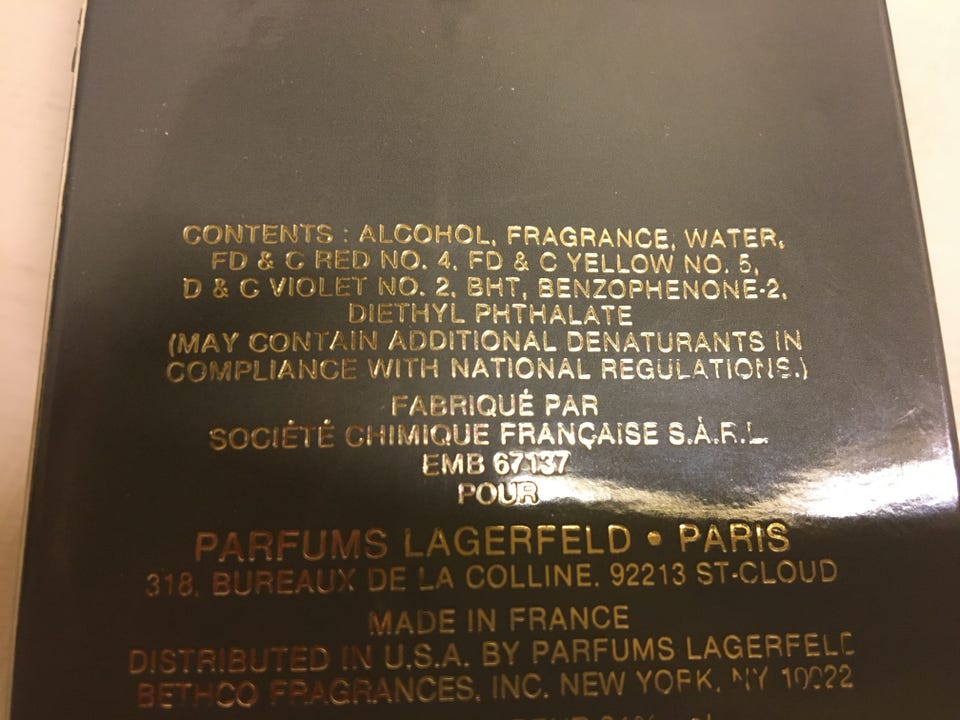 CONTENTS : ALCOHOL, FRAGRANCE, WATER,
FD & C RED NO. 4, FD & C YELLOW NO. 5,
D & C VIOLET NO. 2, BHT, BENZOPHENONE-2,
DIETHYL PHTHALATE
(MAY CONTAIN ADDITIONAL DENATURANTS IN
COMPLIANCE WITH NATIONAL REGULATIONS.)
FABRIQUÉ PAR
SOCIÉTÉ CHIMIQUE FRANÇAISE S.À.R.L.
EMB 67137
POUR
PARFUMS LAGERFELD • PARIS
318, BUREAUX DE LA COLLINE. 92213 ST-CLOUD
MADE IN FRANCE
DISTRIBUTED IN U.S.A. BY PARFUMS LAGERFELD
BETHCO FRAGRANCES, INC. NEW YORK, NY 10022